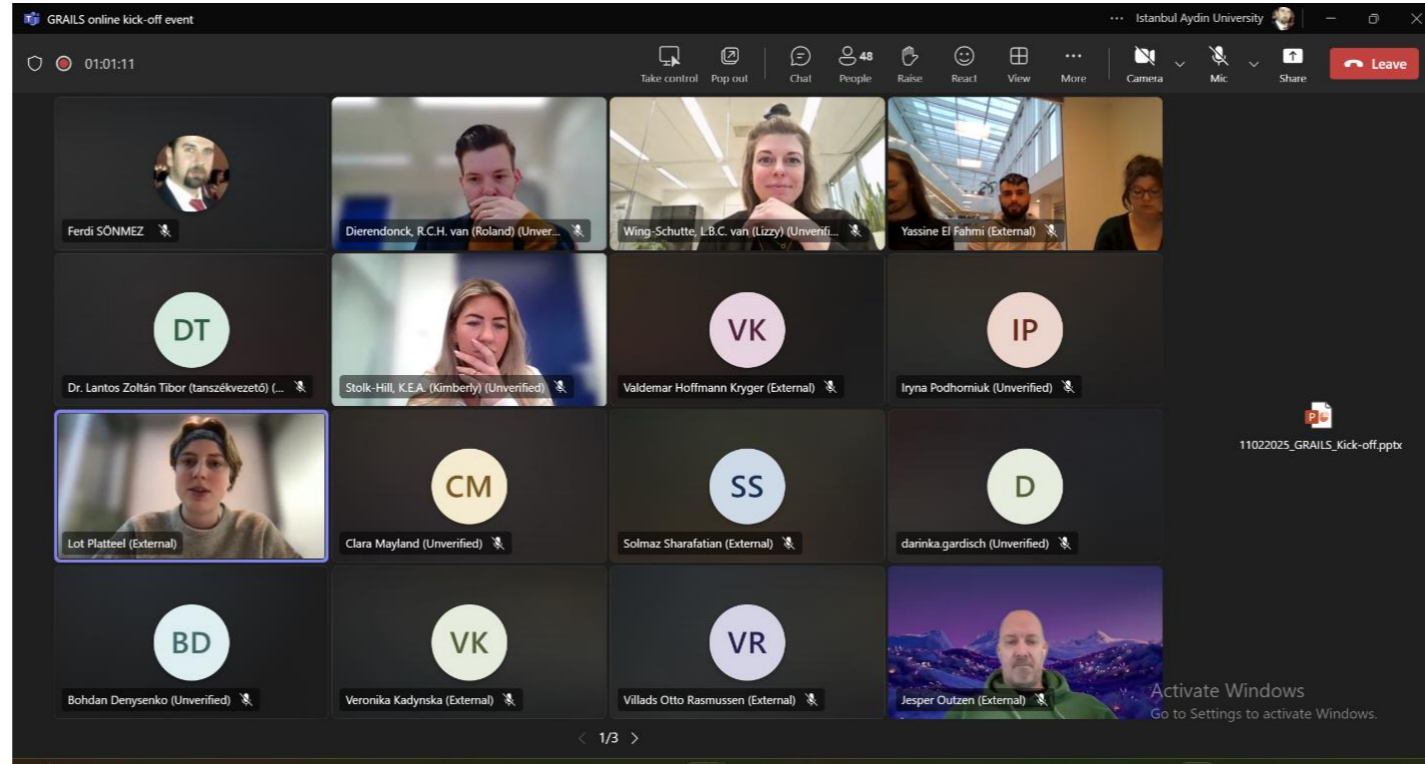 GRAILS online kick-off event
... Istanbul Aydin University
01:01:11
Take control Pop out Chat 48 People Raise React View More Camera Mic Share Leave
Ferdi SÖNMEZ
Dierendonck, R.C.H. van (Roland) (Unver...
Wing-Schutte, L.B.C. van (Lizzy) (Unverifi...
Yassine El Fahmi (External)
DT
Dr. Lantos Zoltán Tibor (tanszékvezető) (...
Stolk-Hill, K.E.A. (Kimberly) (Unverified)
VK
Valdemar Hoffmann Kryger (External)
IP
Iryna Podhorniuk (Unverified)
11022025_GRAILS_Kick-off.pptx
Lot Platteel (External)
CM
Clara Mayland (Unverified)
SS
Solmaz Sharafatian (External)
D
darinka.gardisch (Unverified)
BD
Bohdan Denysenko (Unverified)
VK
Veronika Kadynska (External)
VR
Villads Otto Rasmussen (External)
Jesper Outzen (External)
Activate Windows
Go to Settings to activate Windows.
1/3